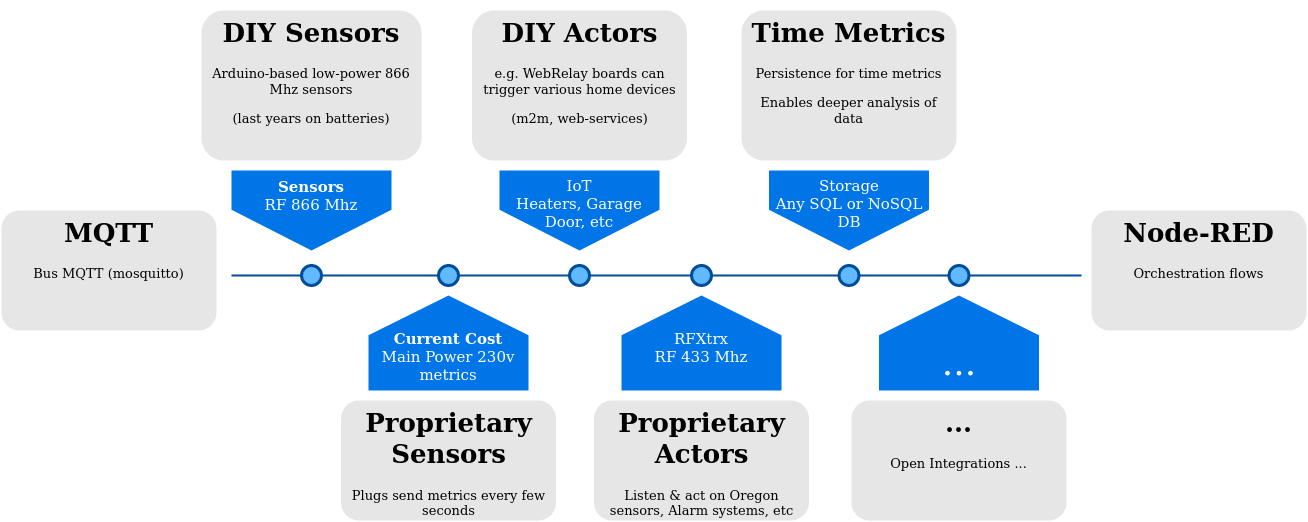 DIY Sensors
Arduino-based low-power 866
Mhz sensors
(last years on batteries)
DIY Actors
e.g. WebRelay boards can
trigger various home devices
(m2m, web-services)
Time Metrics
Persistence for time metrics
Enables deeper analysis of
data
Sensors
RF 866 Mhz
IoT
Heaters, Garage
Door, etc
Storage
Any SQL or NoSQL
DB
MQTT
Bus MQTT (mosquitto)
Node-RED
Orchestration flows
Current Cost
Main Power 230v
metrics
RFXtrx
RF 433 Mhz
...
Proprietary
Sensors
Plugs send metrics every few
seconds
Proprietary
Actors
Listen & act on Oregon
sensors, Alarm systems, etc
...
Open Integrations ...